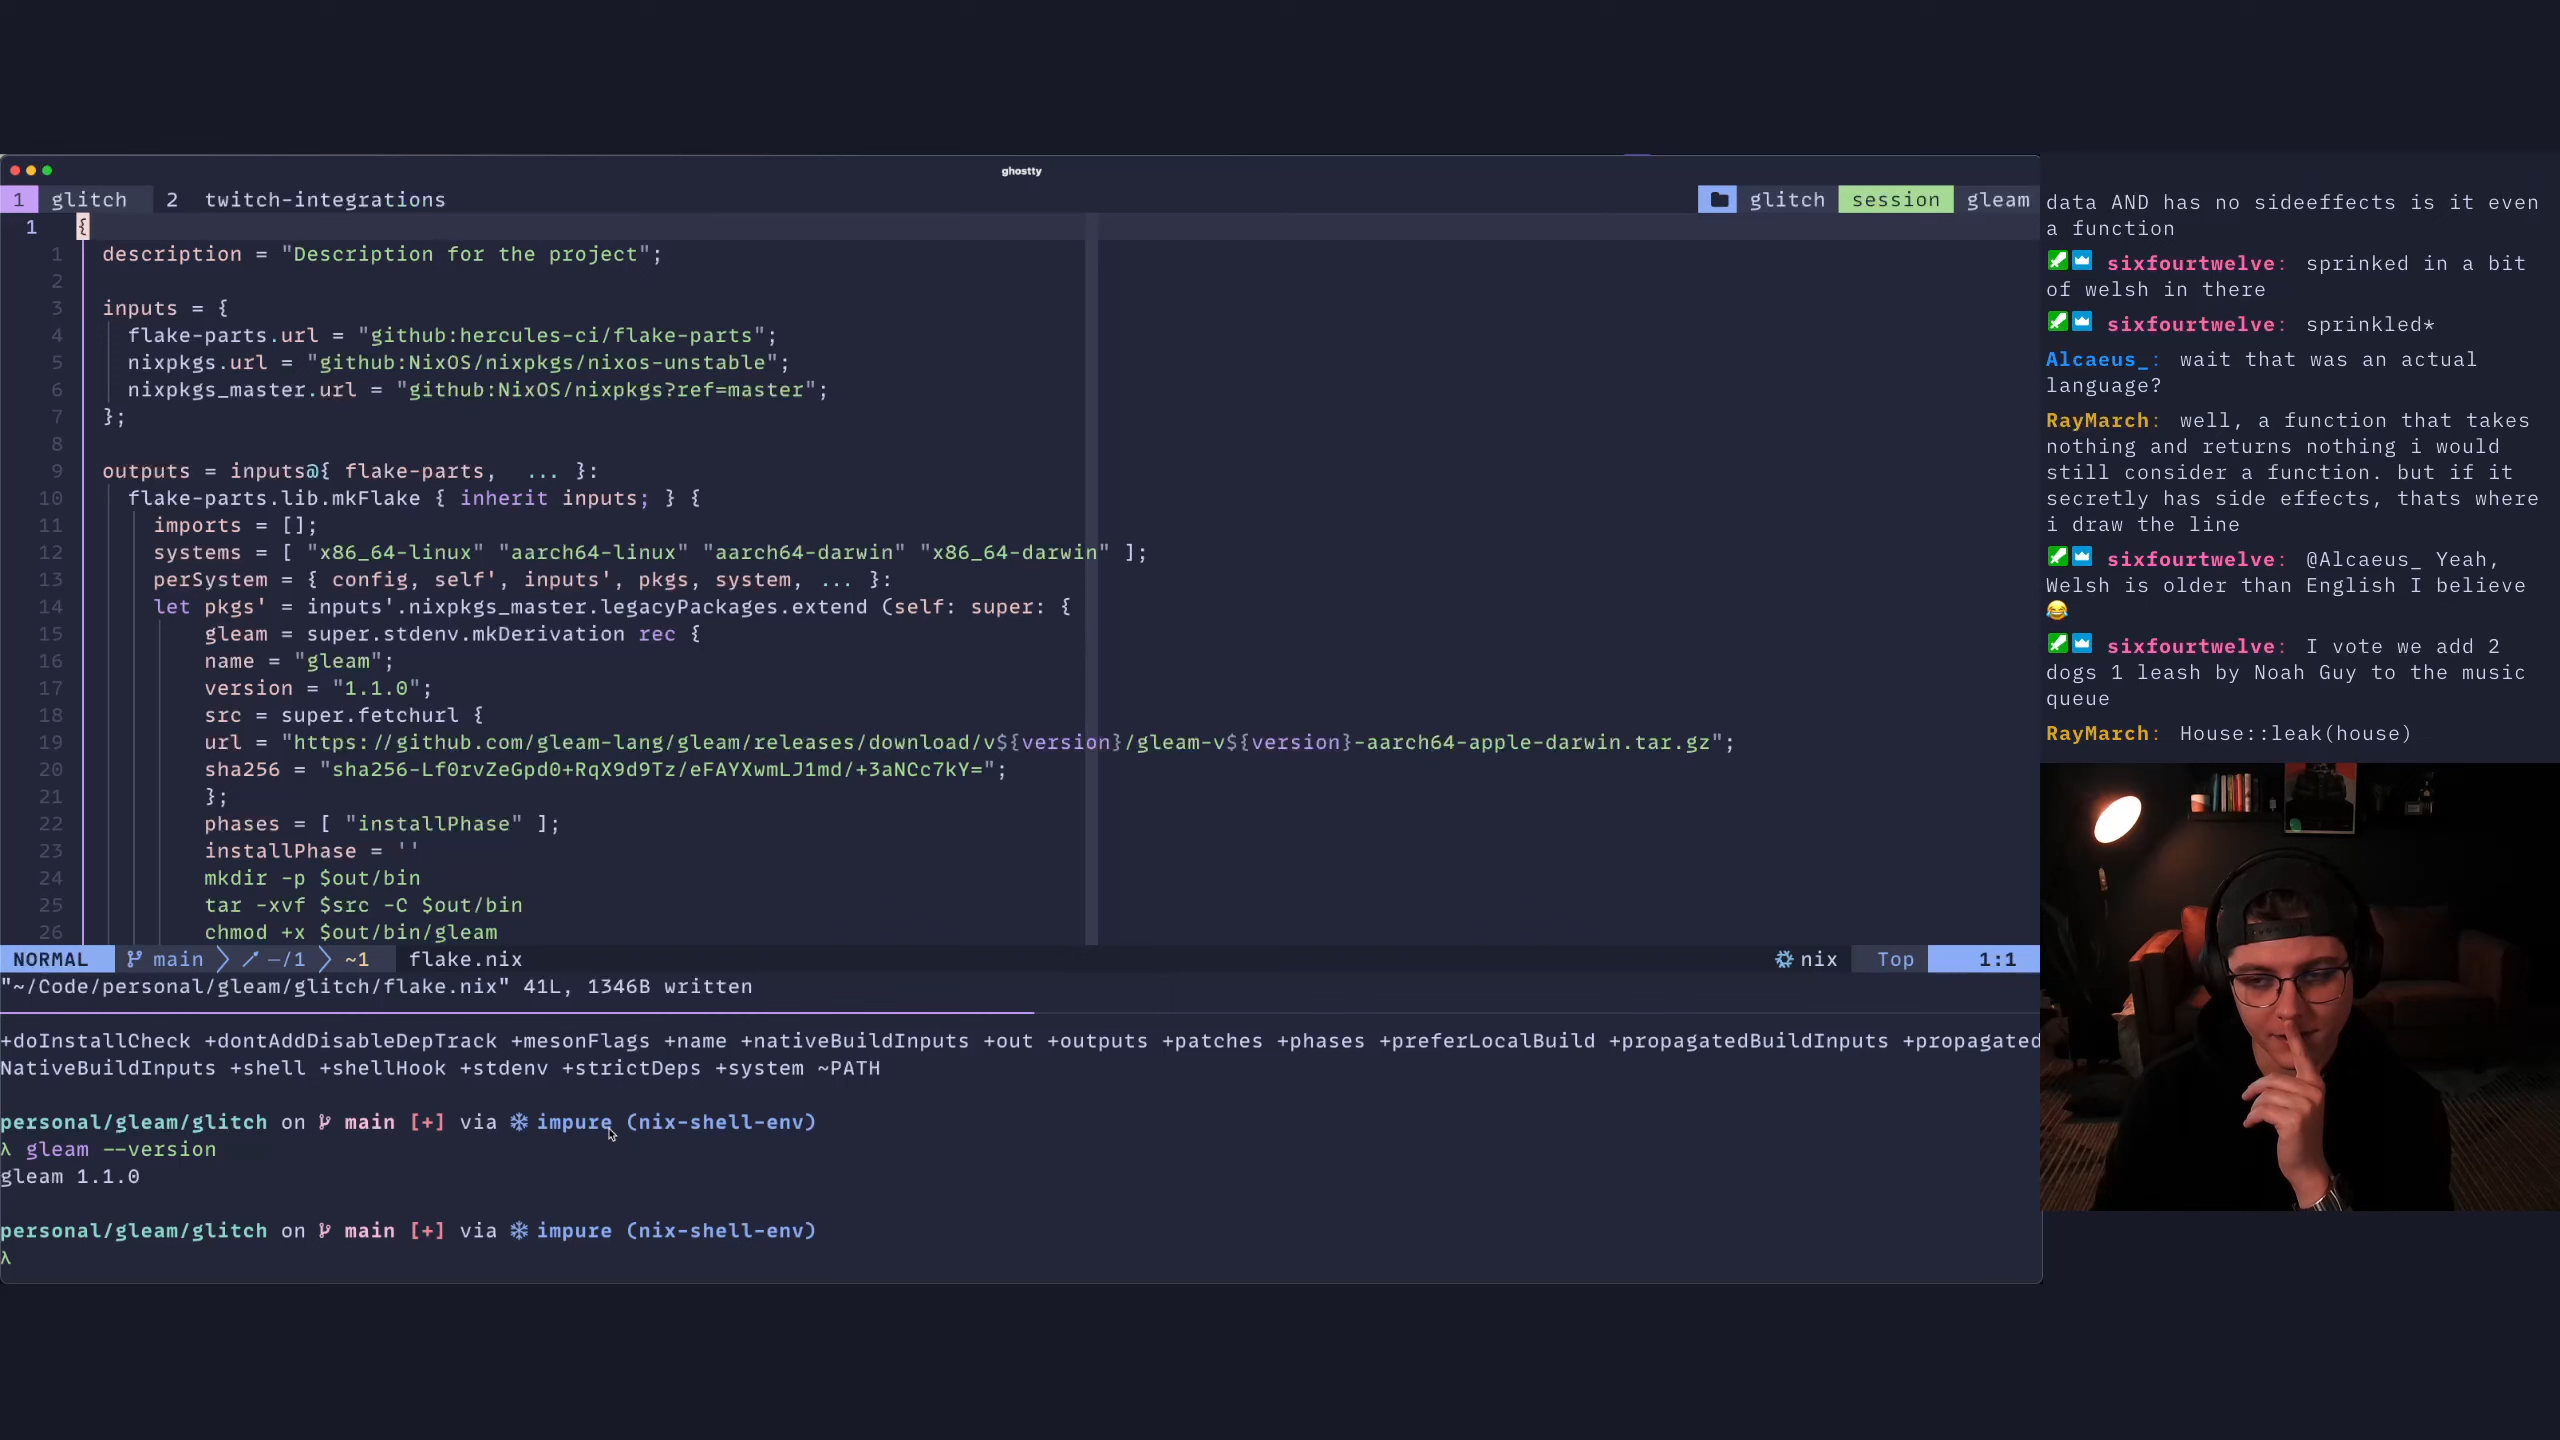 ghostty
1 glitch 2 twitch-integrations glitch session gleam
1 {
1 description = "Description for the project";
2
3 inputs = {
4 flake-parts.url = "github:hercules-ci/flake-parts";
5 nixpkgs.url = "github:NixOS/nixpkgs/nixos-unstable";
6 nixpkgs_master.url = "github:NixOS/nixpkgs?ref=master";
7 };
8
9 outputs = inputs@{ flake-parts, ... }:
10 flake-parts.lib.mkFlake { inherit inputs; } {
11 imports = [];
12 systems = [ "x86_64-linux" "aarch64-linux" "aarch64-darwin" "x86_64-darwin" ];
13 perSystem = { config, self', inputs', pkgs, system, ... }:
14 let pkgs' = inputs'.nixpkgs_master.legacyPackages.extend (self: super: {
15 gleam = super.stdenv.mkDerivation rec {
16 name = "gleam";
17 version = "1.1.0";
18 src = super.fetchurl {
19 url = "https://github.com/gleam-lang/gleam/releases/download/v${version}/gleam-v${version}-aarch64-apple-darwin.tar.gz";
20 sha256 = "sha256-Lf0rvZeGpd0+RqX9d9Tz/eFAYXwmLJ1md/+3aNCc7kY=";
21 };
22 phases = [ "installPhase" ];
23 installPhase = ''
24 mkdir -p $out/bin
25 tar -xvf $src -C $out/bin
26 chmod +x $out/bin/gleam
NORMAL main –/1 ~1 flake.nix nix Top 1:1
"~/Code/personal/gleam/glitch/flake.nix" 41L, 1346B written
+doInstallCheck +dontAddDisableDepTrack +mesonFlags +name +nativeBuildInputs +out +outputs +patches +phases +preferLocalBuild +propagatedBuildInputs +propagated
NativeBuildInputs +shell +shellHook +stdenv +strictDeps +system ~PATH
personal/gleam/glitch on main [+] via impure (nix-shell-env)
λ gleam --version
gleam 1.1.0
personal/gleam/glitch on main [+] via impure (nix-shell-env)
λ
data AND has no sideeffects is it even
a function
sixfourtwelve: sprinked in a bit
of welsh in there
sixfourtwelve: sprinkled*
Alcaeus_: wait that was an actual
language?
RayMarch: well, a function that takes
nothing and returns nothing i would
still consider a function. but if it
secretly has side effects, thats where
i draw the line
sixfourtwelve: @Alcaeus_ Yeah,
Welsh is older than English I believe
😂
sixfourtwelve: I vote we add 2
dogs 1 leash by Noah Guy to the music
queue
RayMarch: House::leak(house)